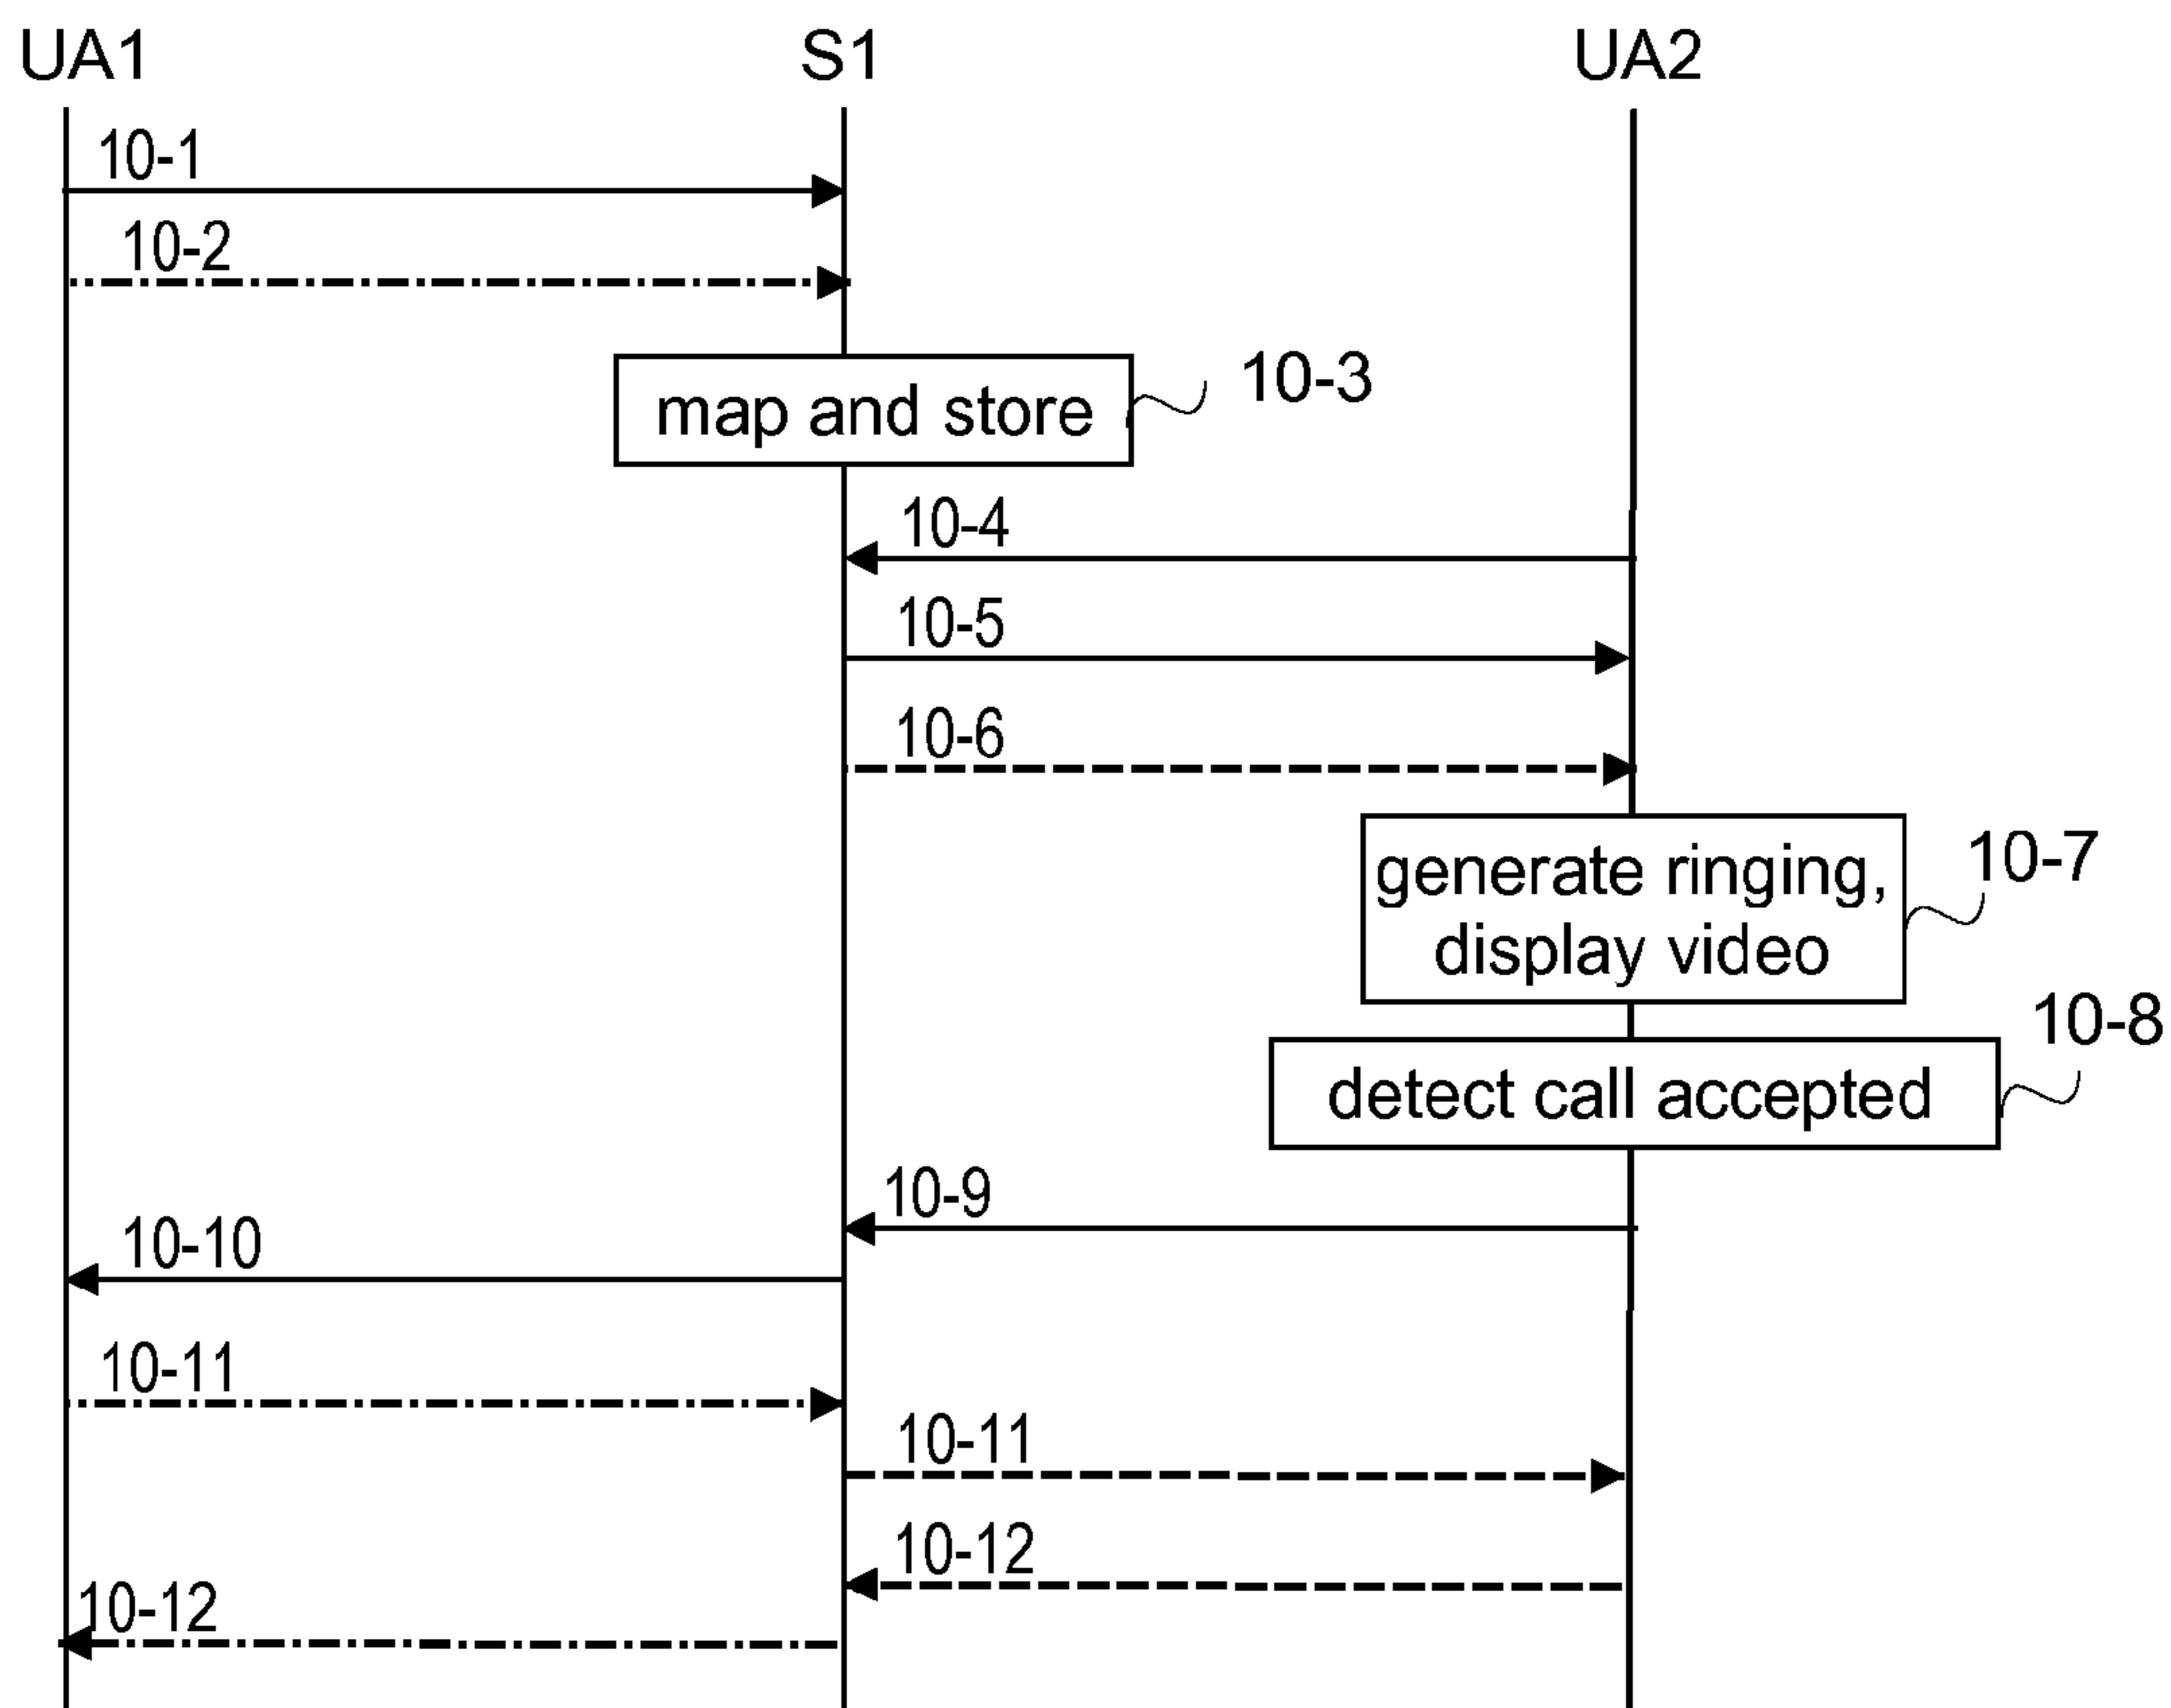 UA1 S1 UA2
10-1
10-2
map and store 10-3
10-4
10-5
10-6
generate ringing, 10-7
display video
10-8
detect call accepted
10-9
10-10
10-11
10-11
10-12
10-12